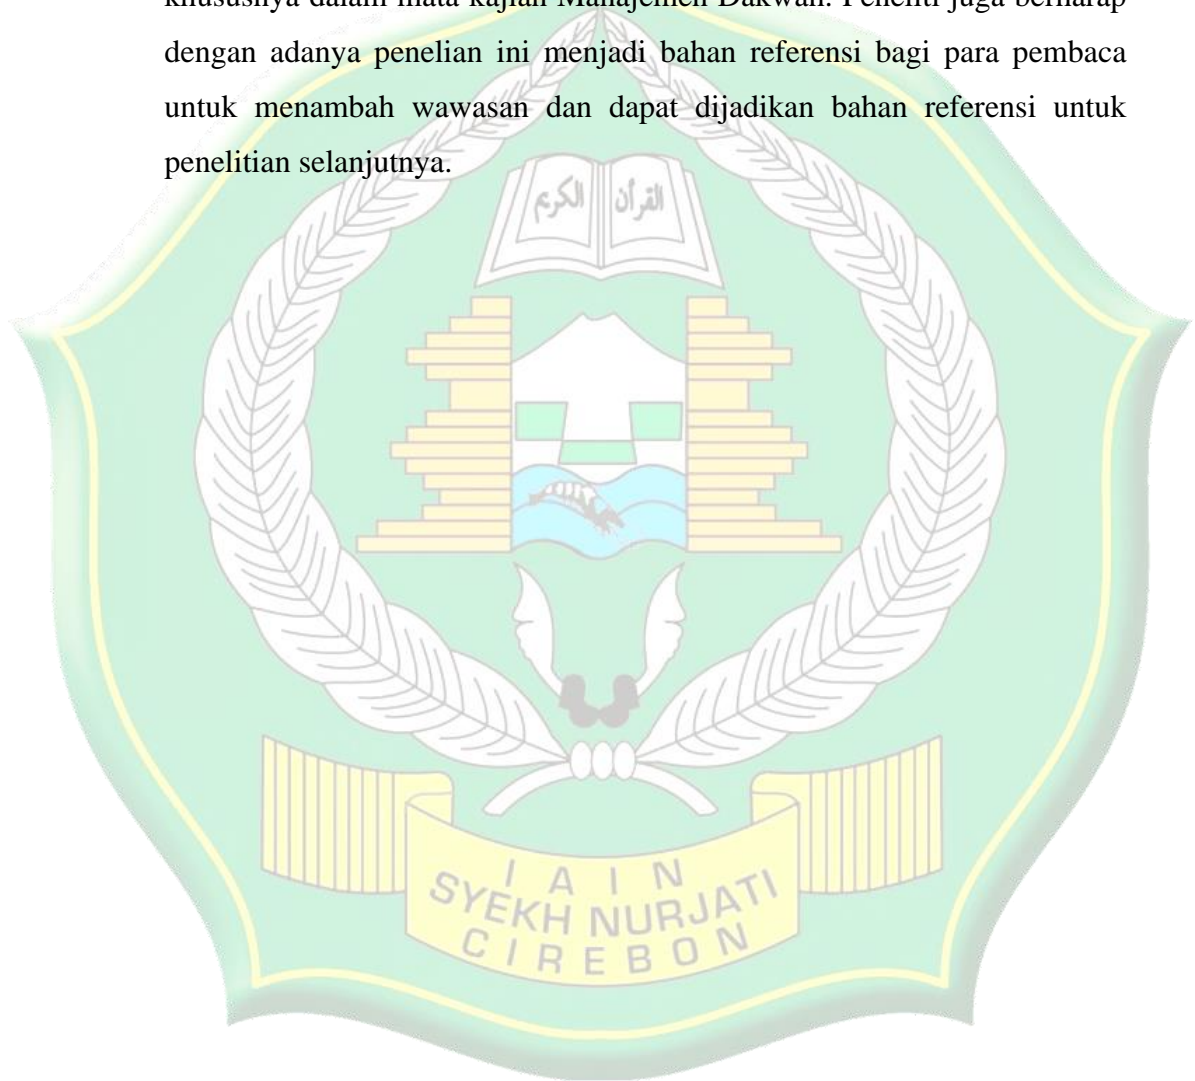 khususnya dalam mata kajian Manajemen Dakwah. Peneliti juga berharap
dengan adanya penelian ini menjadi bahan referensi bagi para pembaca
untuk menambah wawasan dan dapat dijadikan bahan referensi untuk
penelitian selanjutnya.
القرأن الكريم
I A I N
SYEKH NURJATI
CIREBON